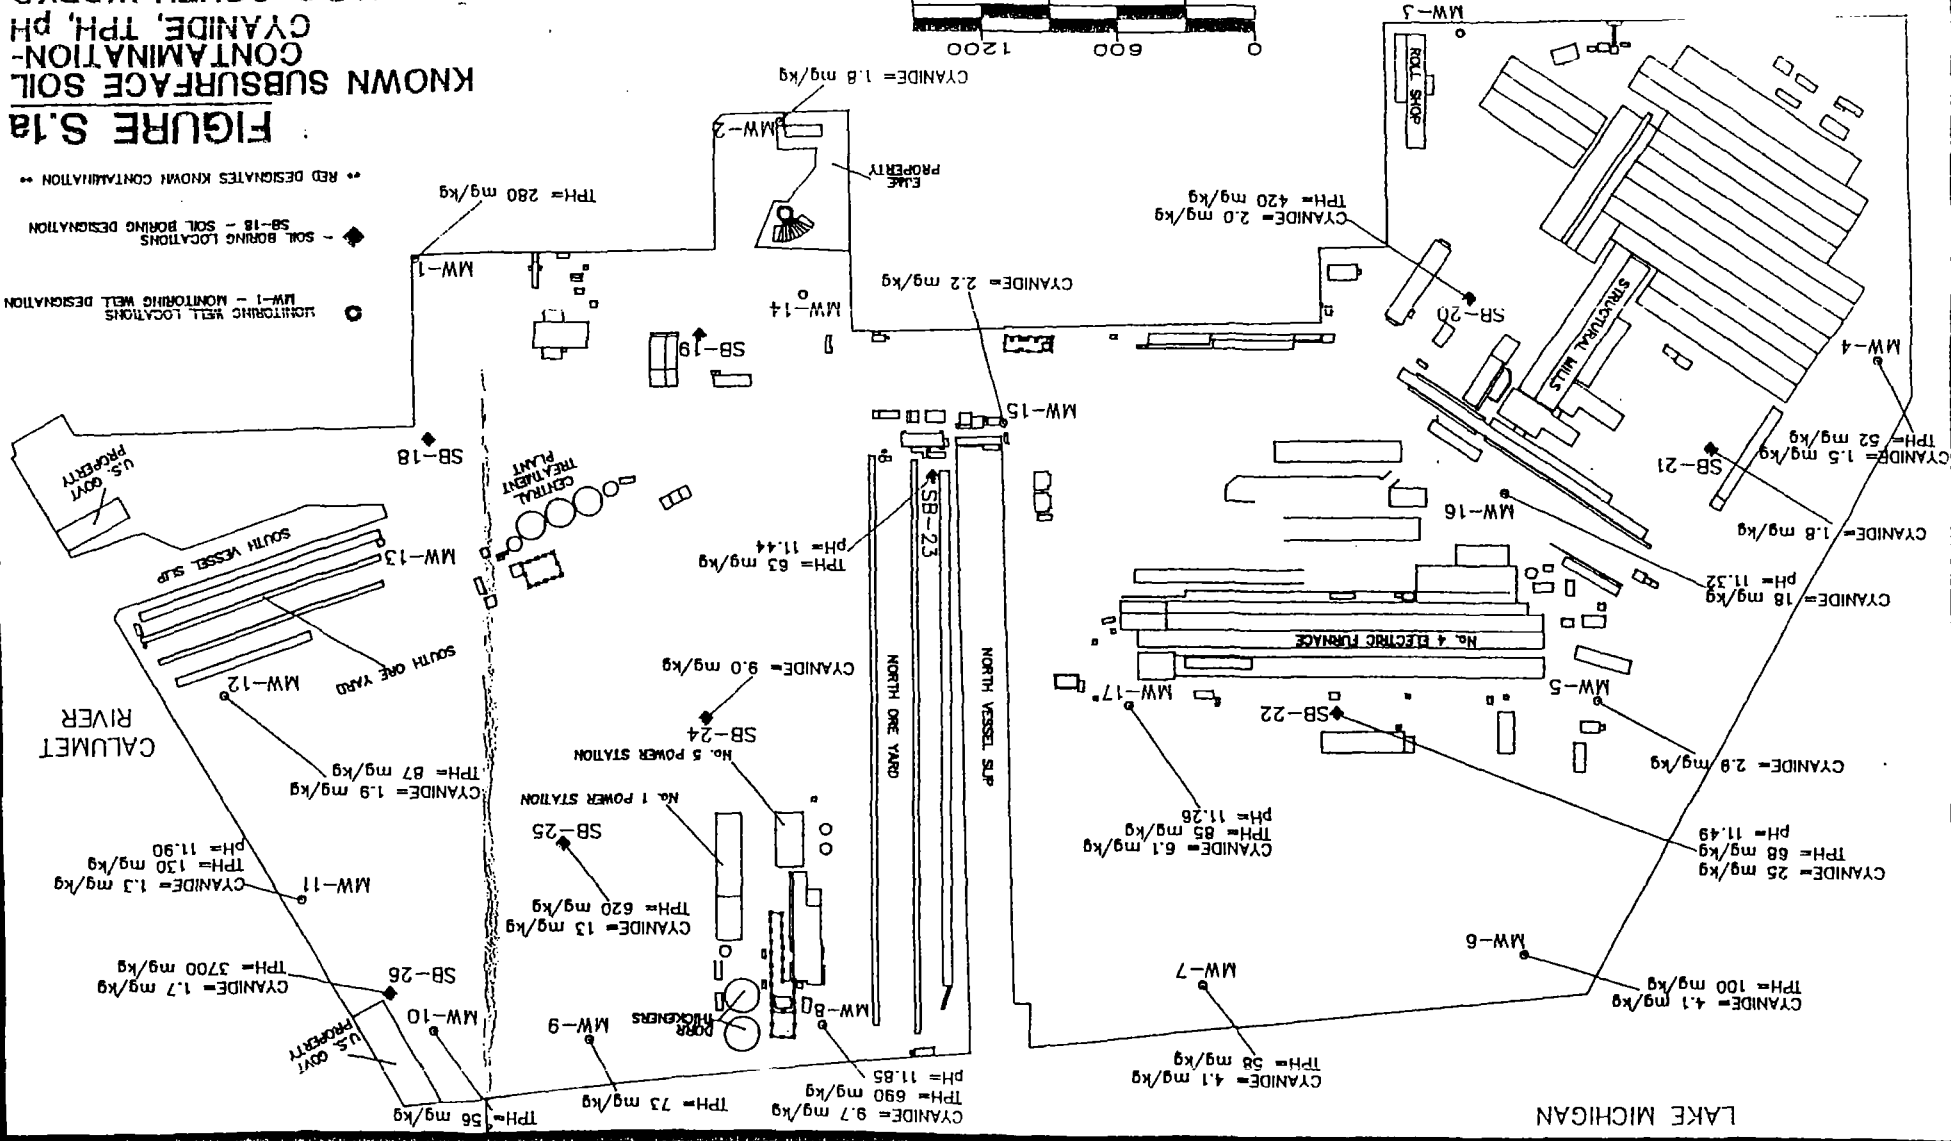 LAKE MICHIGAN
CYANIDE= 4.1 mg/kg
TPH= 58 mg/kg
MW-7
CYANIDE= 4.1 mg/kg
TPH= 100 mg/kg
MW-6
CYANIDE= 9.7 mg/kg
TPH= 690 mg/kg
pH= 11.85
MW-8
TPH= 73 mg/kg
MW-9
TPH= 56 mg/kg
MW-10
U.S. GOVT
PROPERTY
DORR
THICKENERS
CYANIDE= 1.7 mg/kg
TPH= 3700 mg/kg
SB-26
CYANIDE= 25 mg/kg
TPH= 68 mg/kg
pH= 11.49
SB-22
CYANIDE= 6.1 mg/kg
TPH= 85 mg/kg
pH= 11.26
MW-17
CYANIDE= 13 mg/kg
TPH= 620 mg/kg
SB-25
CYANIDE= 1.3 mg/kg
TPH= 130 mg/kg
pH= 11.90
MW-11
No. 1 POWER STATION
No. 5 POWER STATION
SB-24
CYANIDE= 9.0 mg/kg
CYANIDE= 2.9 mg/kg
MW-5
No. 4 ELECTRIC FURNACE
NORTH VESSEL SLIP
NORTH ORE YARD
CYANIDE= 1.9 mg/kg
TPH= 87 mg/kg
MW-12
CALUMET
RIVER
SOUTH ORE YARD
SOUTH VESSEL SLIP
MW-13
CYANIDE= 18 mg/kg
pH= 11.32
MW-16
CYANIDE= 1.8 mg/kg
SB-21
TPH= 63 mg/kg
pH= 11.44
SB-23
CENTRAL
TREATMENT
PLANT
U.S. GOVT
PROPERTY
SB-18
CYANIDE= 1.5 mg/kg
TPH= 52 mg/kg
MW-4
STRUCTURAL MILLS
MW-15
CYANIDE= 2.2 mg/kg
SB-19
SB-20
CYANIDE= 2.0 mg/kg
TPH= 420 mg/kg
MW-14
MW-1
TPH= 280 mg/kg
EJ&E
PROPERTY
MW-2
CYANIDE= 1.8 mg/kg
ROLL SHOP
MW-3
0 600 1200
MONITORING WELL LOCATIONS
MW-1 - MONITORING WELL DESIGNATION
- SOIL BORING LOCATIONS
SB-18 - SOIL BORING DESIGNATION
** RED DESIGNATES KNOWN CONTAMINATION **
FIGURE S.1a
KNOWN SUBSURFACE SOIL
CONTAMINATION-
CYANIDE, TPH, pH